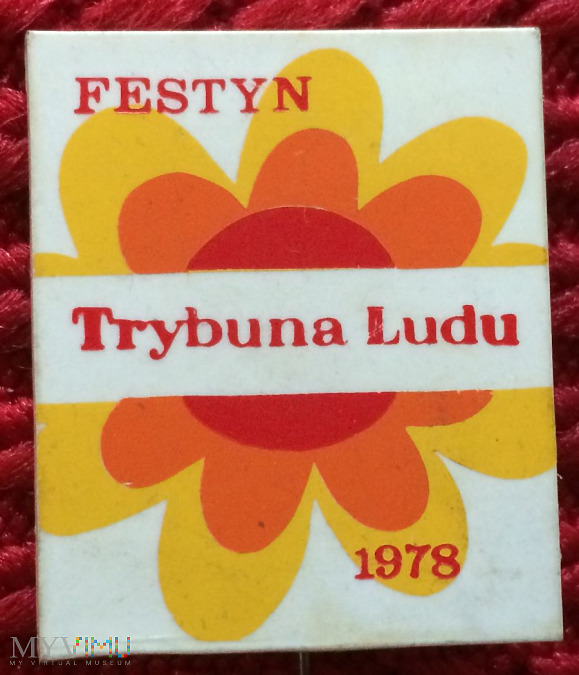 FESTYN
Trybuna Ludu
1978
MYVIMU
MY VIRTUAL MUSEUM